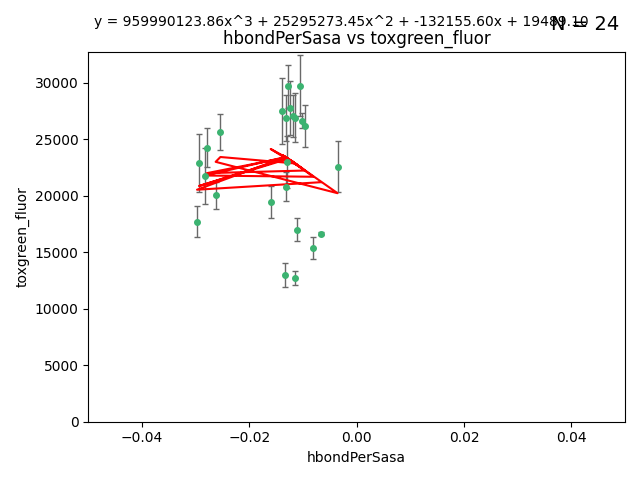 y = 959990123.86x^3 + 25295273.45x^2 + -132155.60x + 19489.10
N = 24
hbondPerSasa vs toxgreen_fluor
30000
25000
20000
15000
10000
5000
0
toxgreen_fluor
−0.04
−0.02
0.00
0.02
0.04
hbondPerSasa